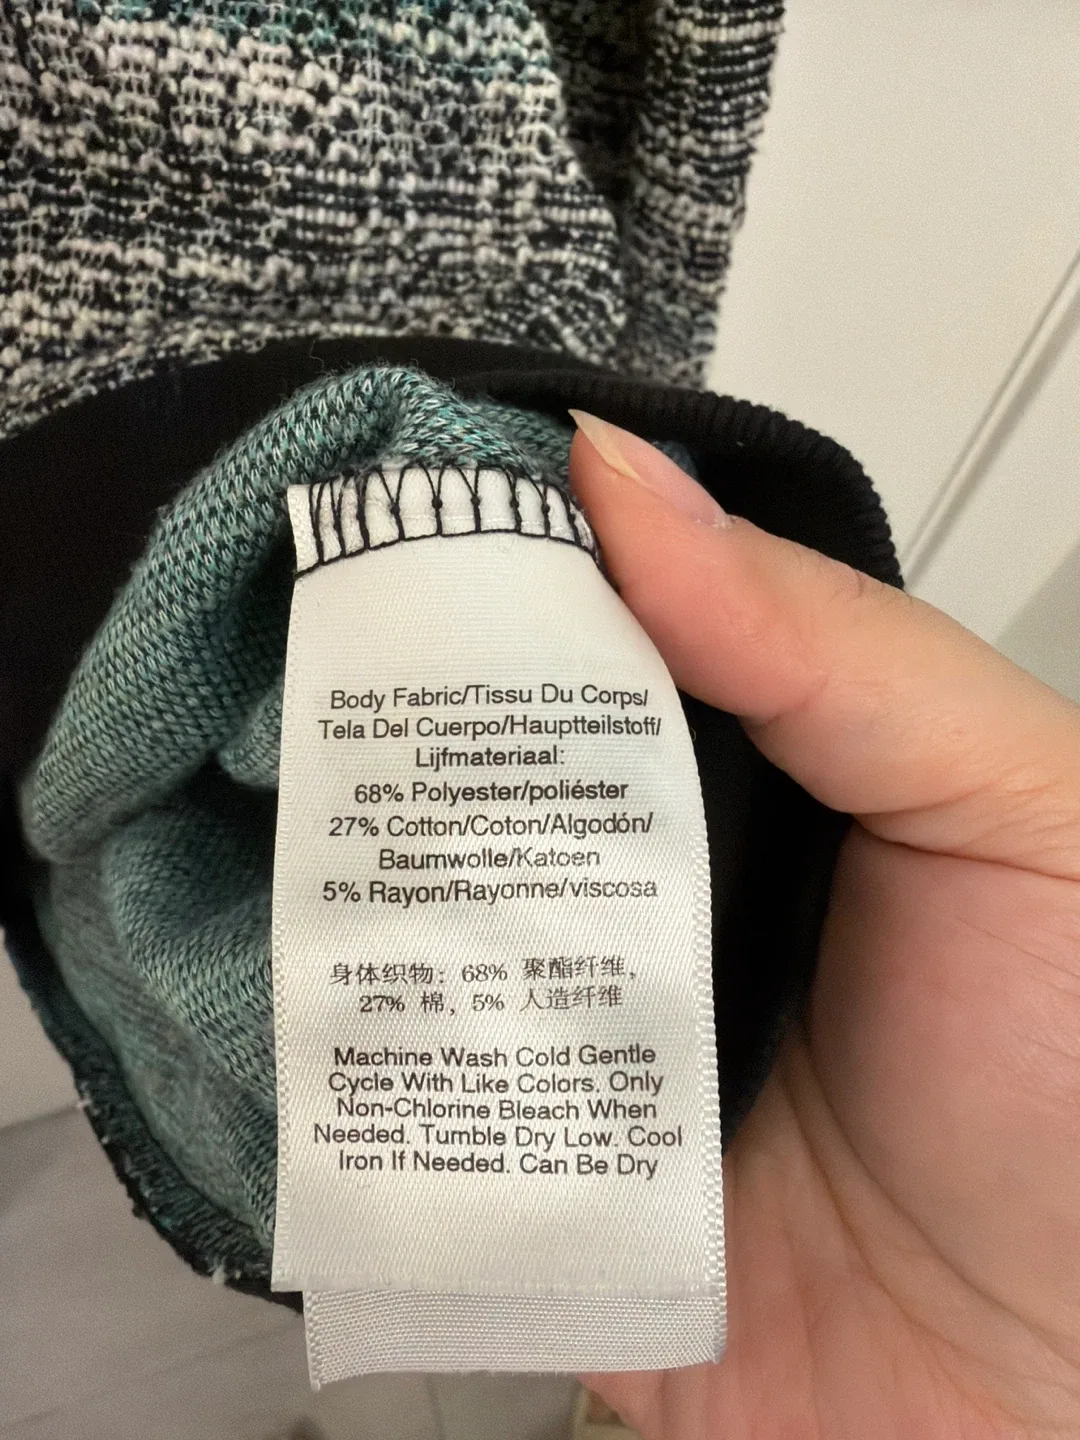 Body Fabric/Tissu Du Corps/
Tela Del Cuerpo/Hauptteilstoff/
Lijfmateriaal:
68% Polyester/poliéster
27% Cotton/Coton/Algodón/
Baumwolle/Katoen
5% Rayon/Rayonne/viscosa
身体织物: 68% 聚酯纤维,
27% 棉, 5% 人造纤维
Machine Wash Cold Gentle
Cycle With Like Colors. Only
Non-Chlorine Bleach When
Needed. Tumble Dry Low. Cool
Iron If Needed. Can Be Dry